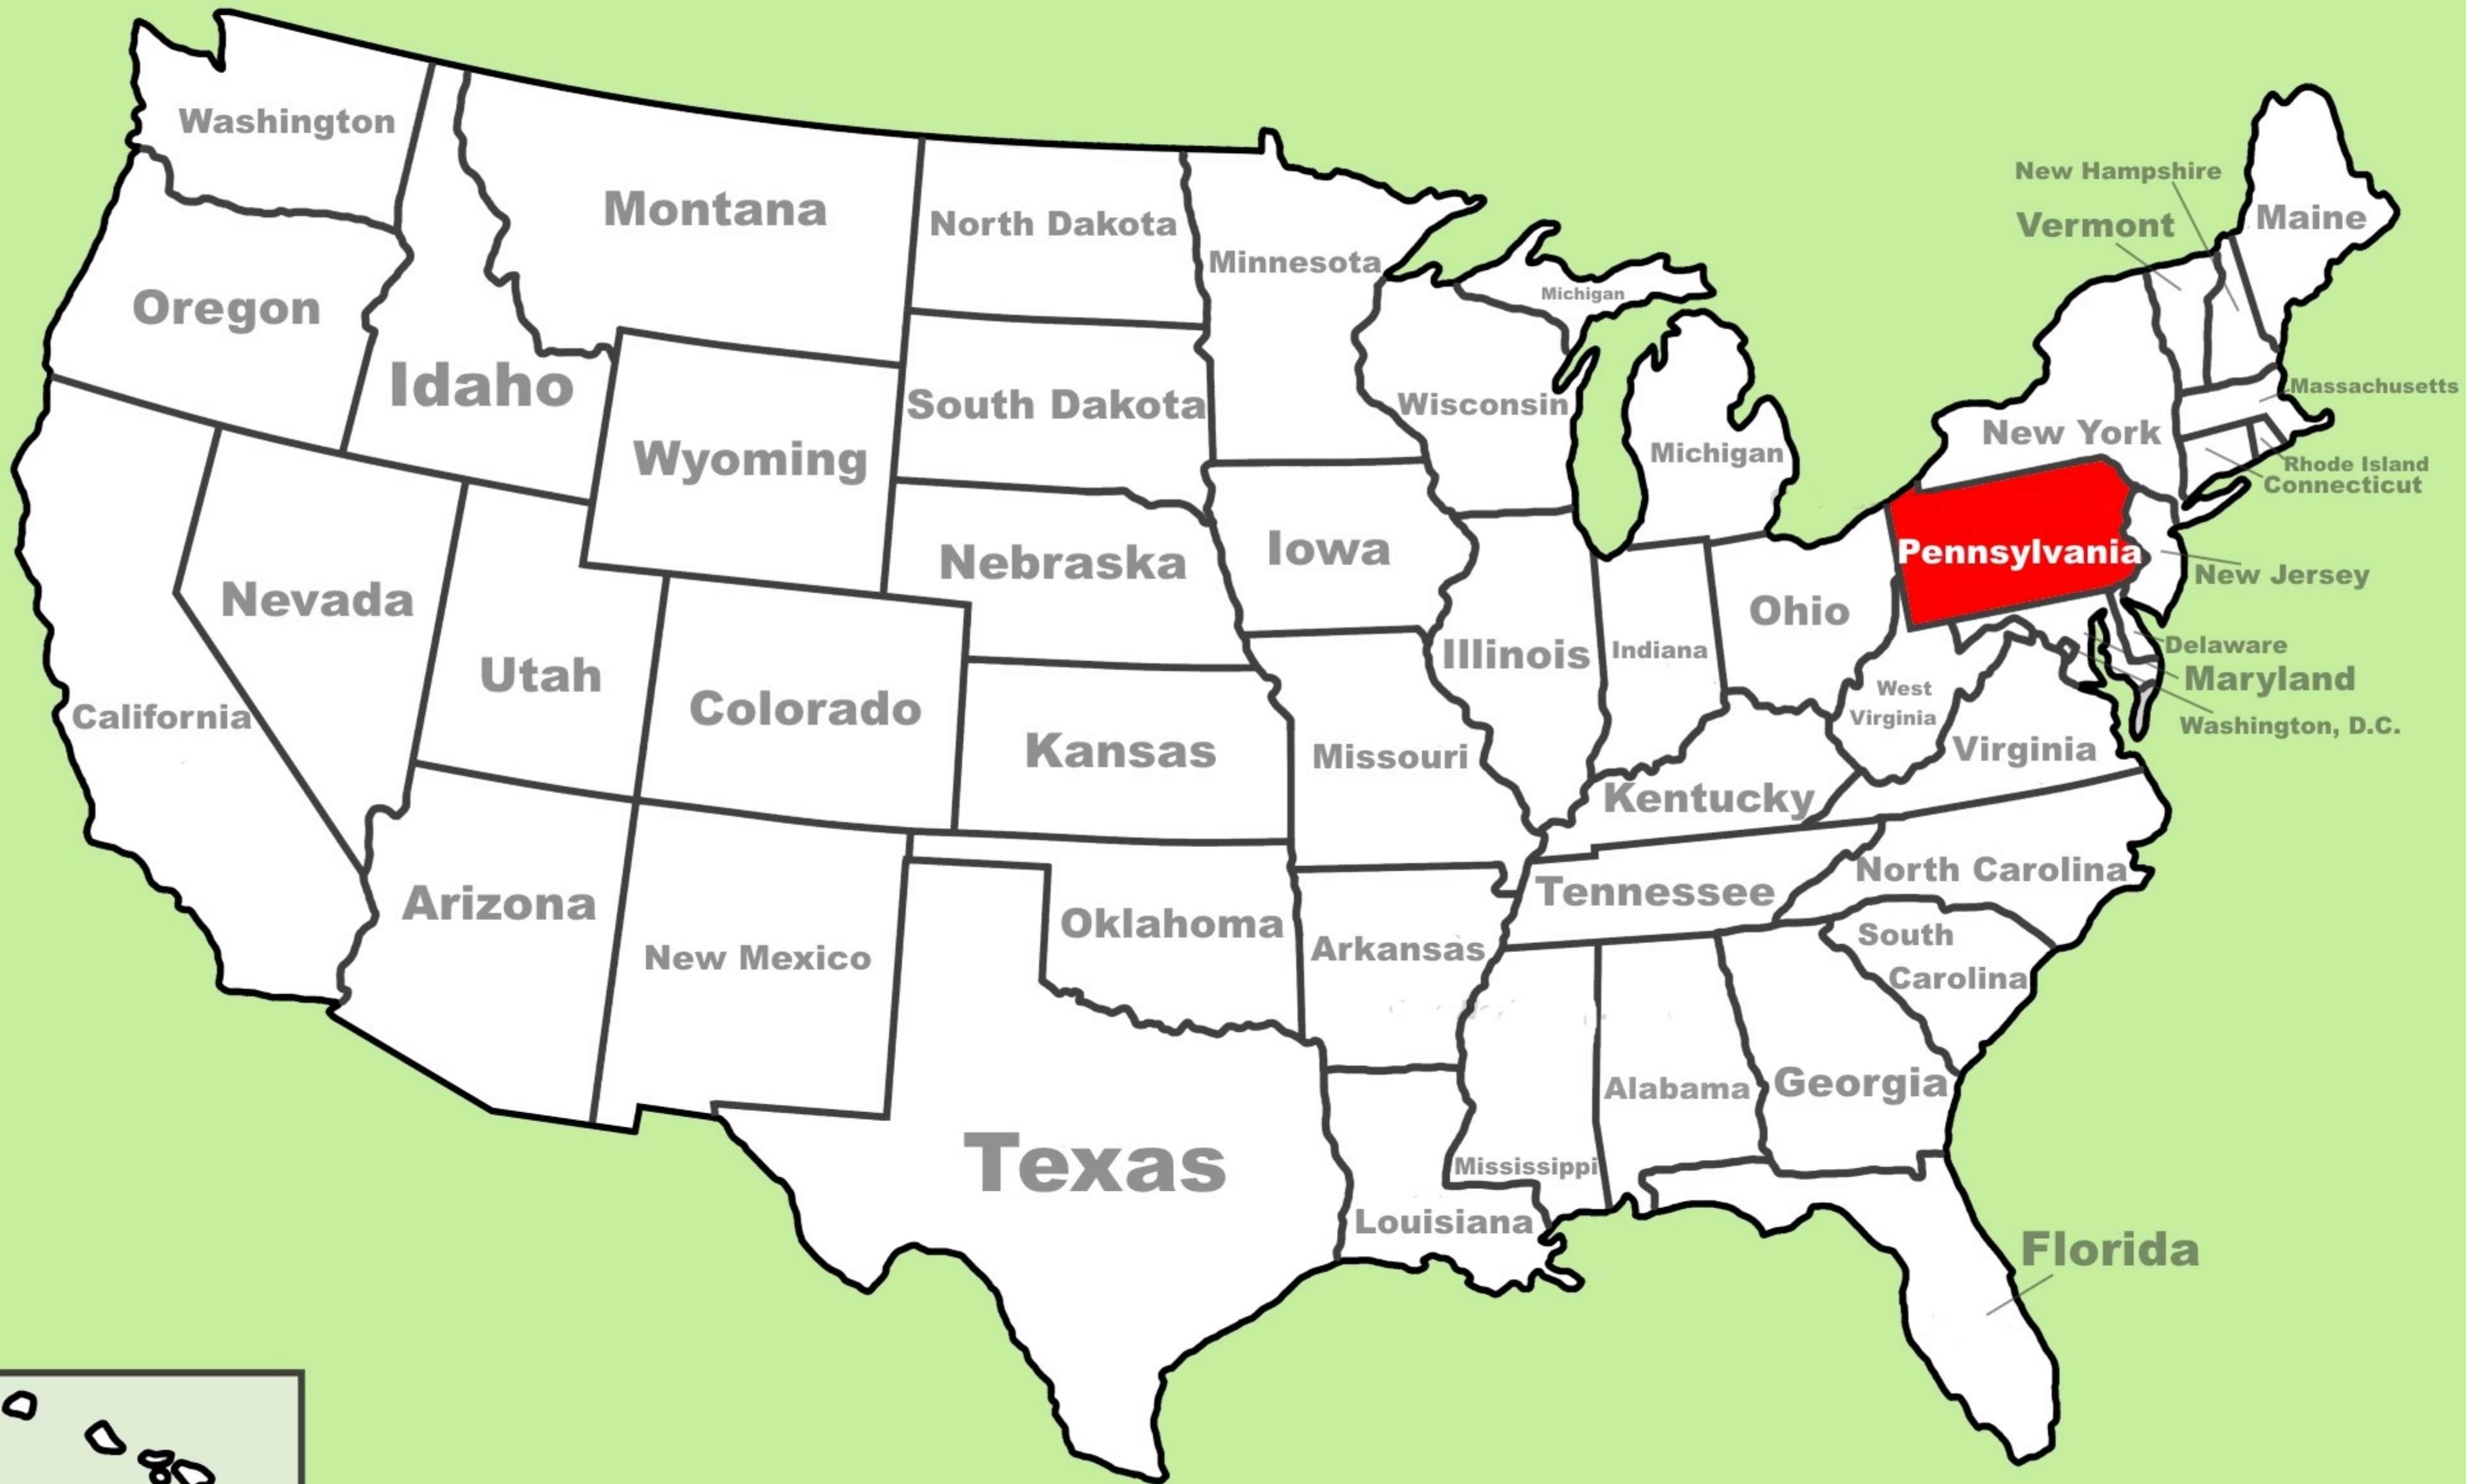 Washington
Montana
North Dakota
Minnesota
Michigan
New Hampshire
Vermont
Maine
Oregon
Idaho
South Dakota
Wisconsin
Michigan
New York
Massachusetts
Rhode Island
Connecticut
Wyoming
Nebraska
Iowa
Pennsylvania
New Jersey
Nevada
Utah
Colorado
Illinois
Indiana
Ohio
Delaware
Maryland
Washington, D.C.
West
Virginia
Virginia
California
Kansas
Missouri
Kentucky
Arizona
New Mexico
Oklahoma
Arkansas
Tennessee
North Carolina
South
Carolina
Texas
Louisiana
Mississippi
Alabama
Georgia
Florida